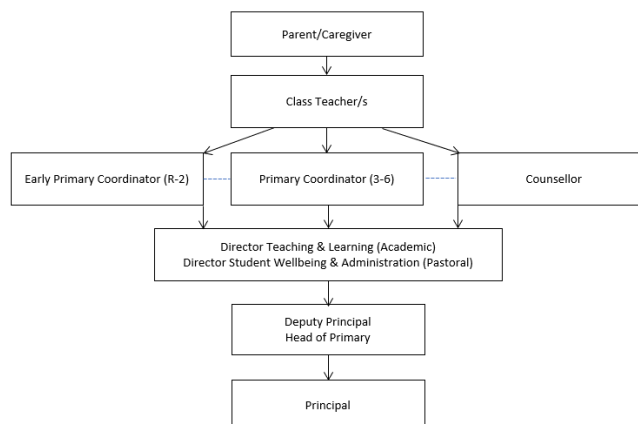 Parent/Caregiver
Class Teacher/s
Early Primary Coordinator (R-2)
Primary Coordinator (3-6)
Counsellor
Director Teaching & Learning (Academic)
Director Student Wellbeing & Administration (Pastoral)
Deputy Principal
Head of Primary
Principal